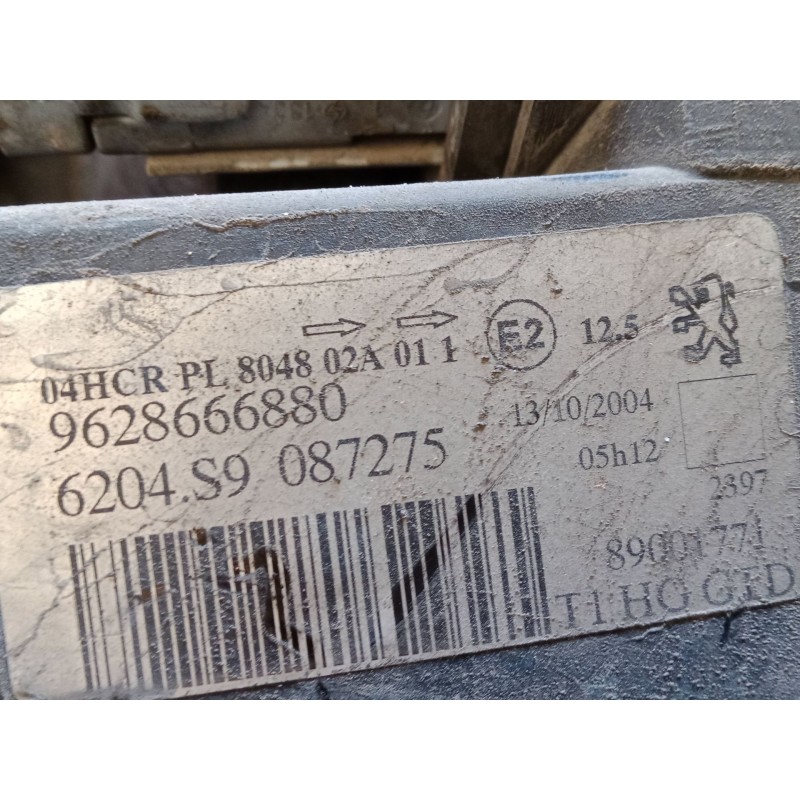 04HCR PL 8048 02A 01 1 E2 12.5
9628666880 13/10/2004
6204.S9 087275 05h12
2397
89001771
T1 HG GTD